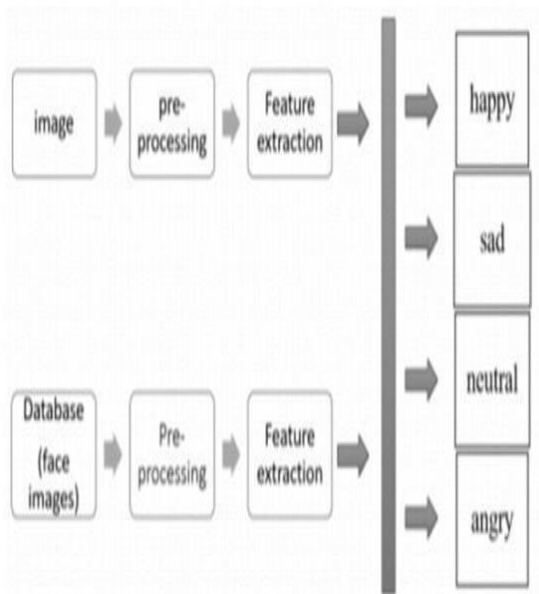 image
pre-
processing
Feature
extraction
happy
sad
neutral
angry
Database
(face
images)
Pre-
processing
Feature
extraction